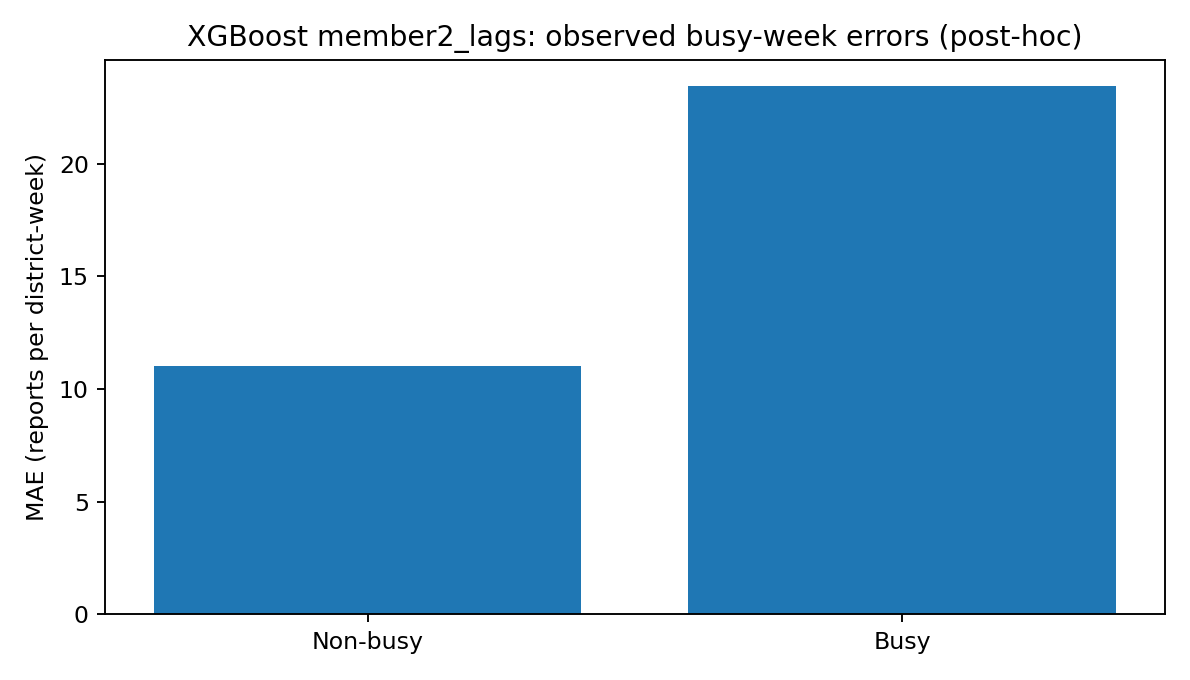 XGBoost member2_lags: observed busy-week errors (post-hoc)
MAE (reports per district-week)
20
15
10
5
0
Non-busy
Busy